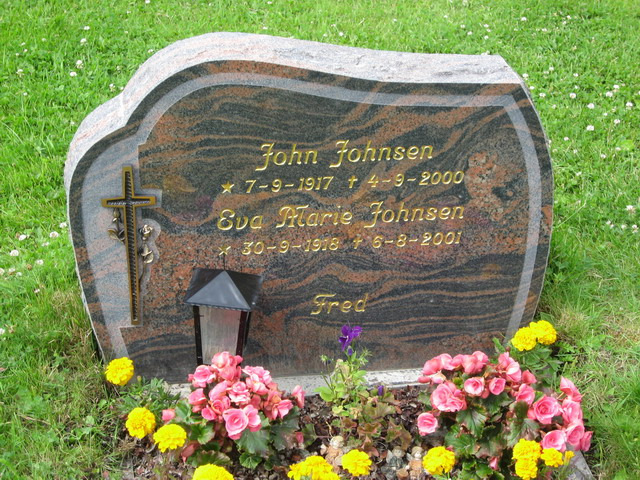 John Johnsen
★ 7-9-1917 ✝ 4-9-2000
Eva Marie Johnsen
★ 30-9-1918 ✝ 6-8-2001
Fred